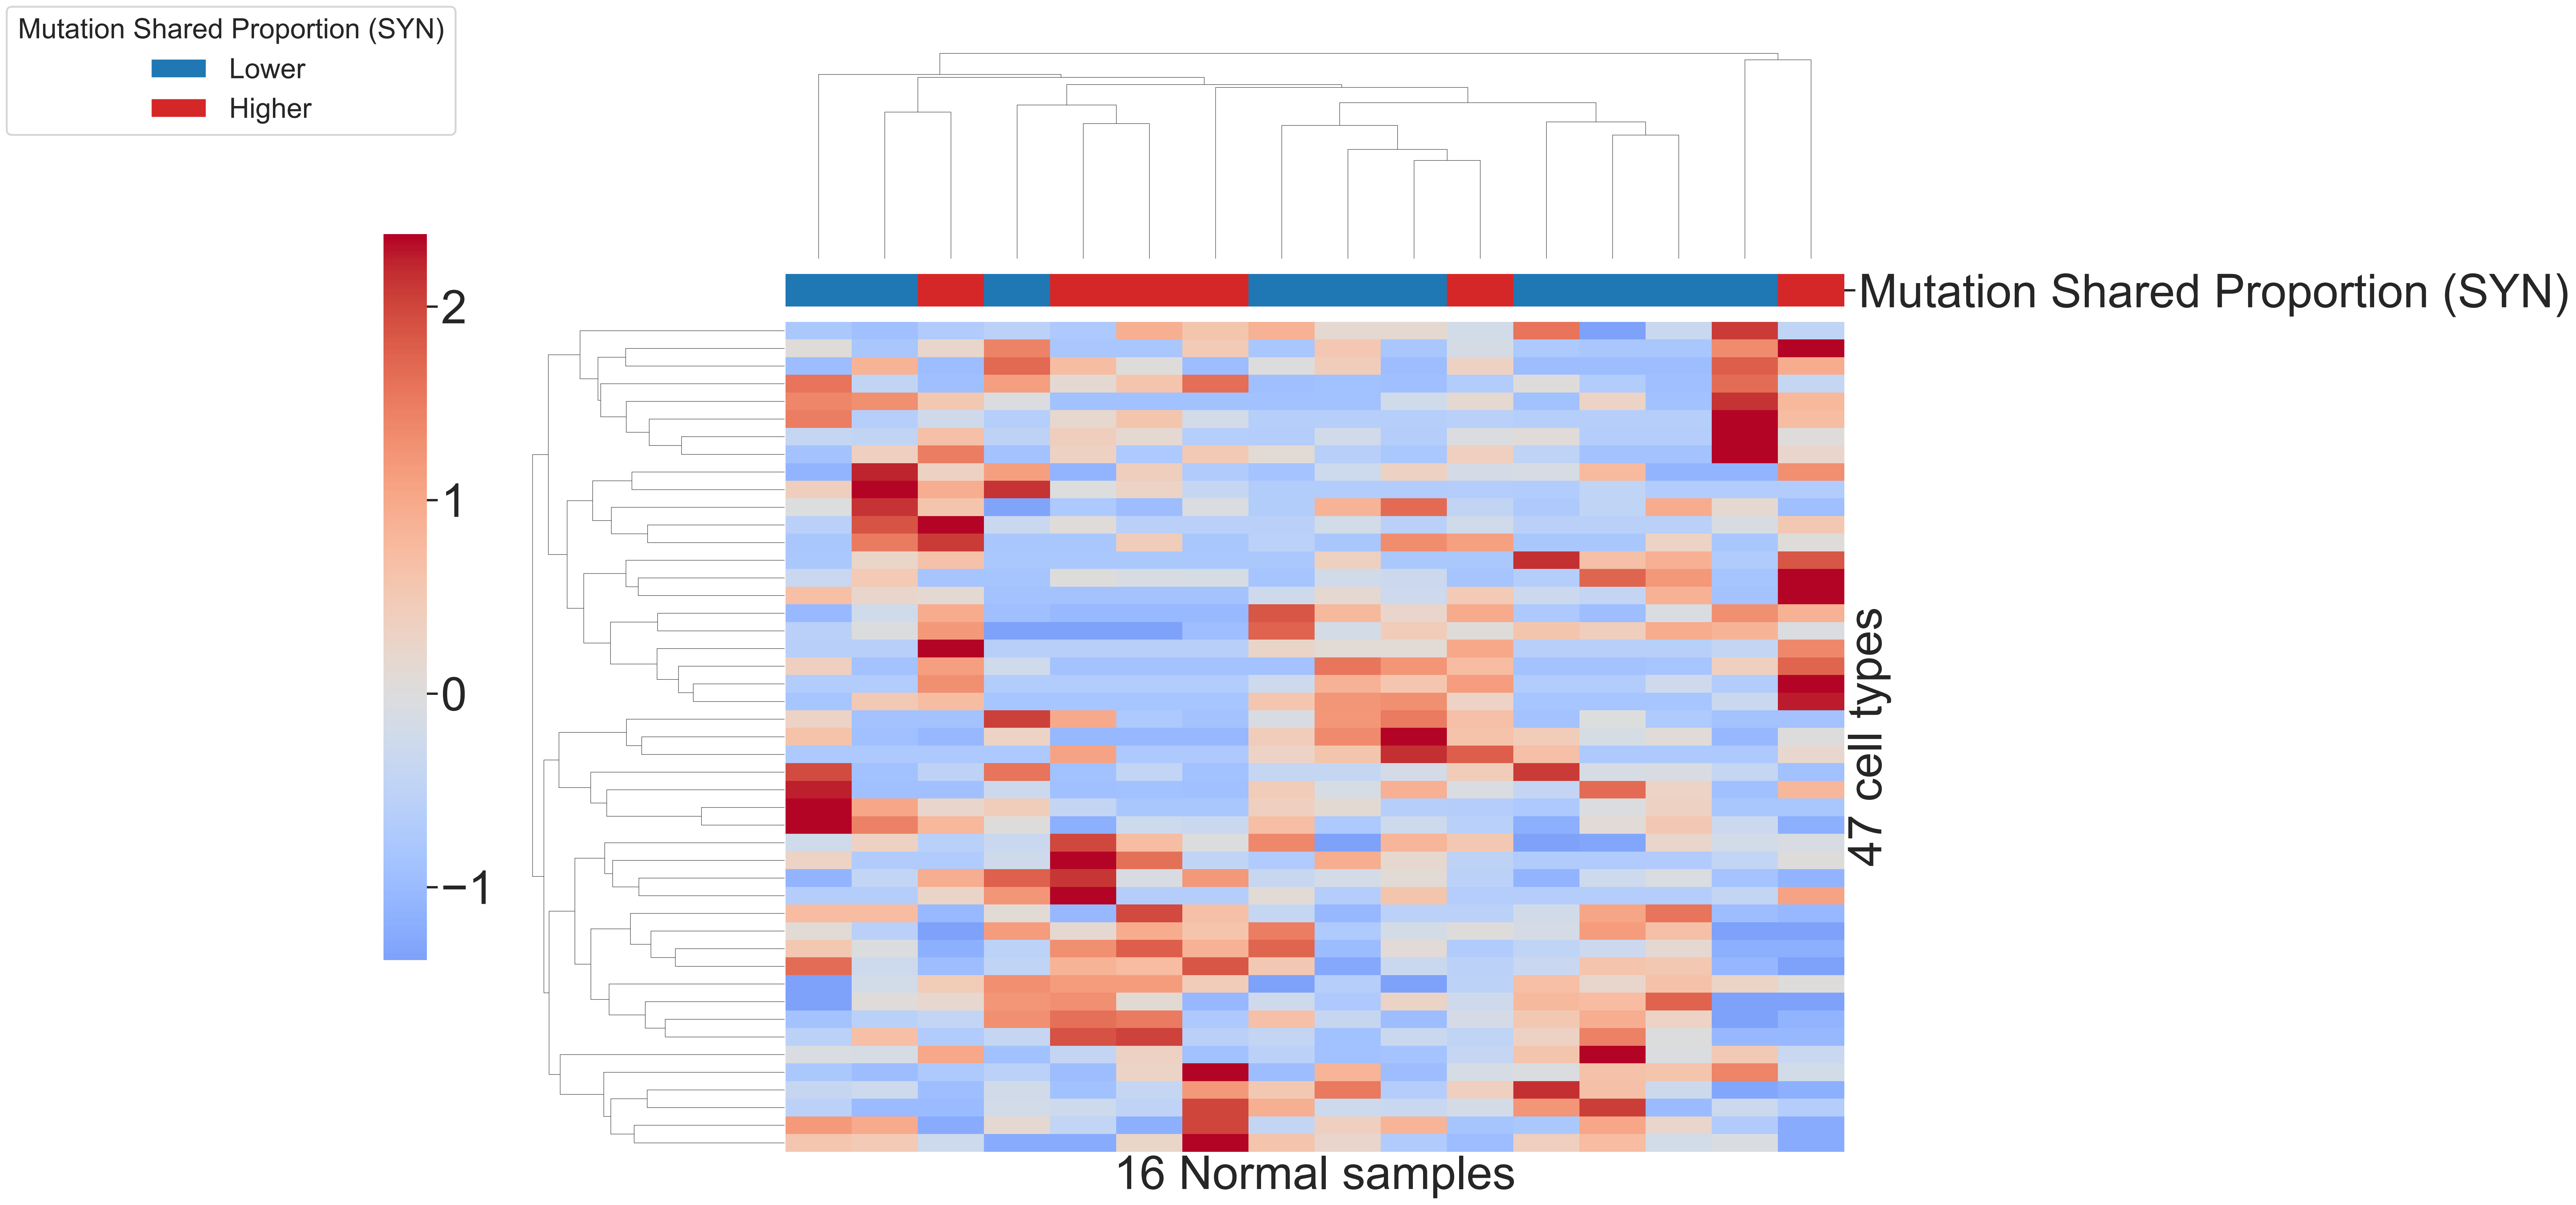 Mutation Shared Proportion (SYN)
Lower
Higher
2
1
0
−1
Mutation Shared Proportion (SYN)
47 cell types
16 Normal samples